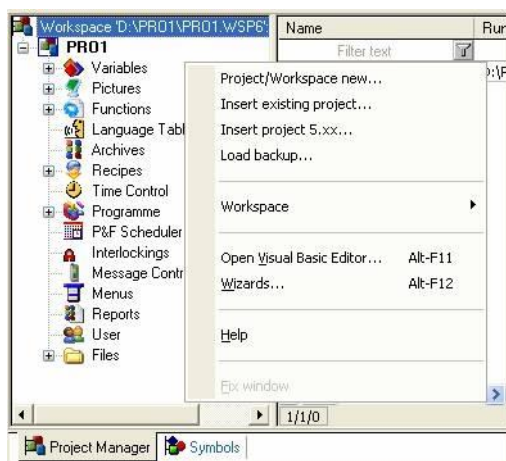 Workspace 'D:\PRO1\PRO1.WSP6':
PRO1
Variables
Pictures
Functions
Language Tabl
Archives
Recipes
Time Control
Programme
P&F Scheduler
Interlockings
Message Contr
Menus
Reports
User
Files
Name Run
Filter text
):\F
Project/Workspace new...
Insert existing project...
Insert project 5.xx...
Load backup...
Workspace
Open Visual Basic Editor... Alt-F11
Wizards... Alt-F12
Help
Fix window
1/1/0
Project Manager Symbols